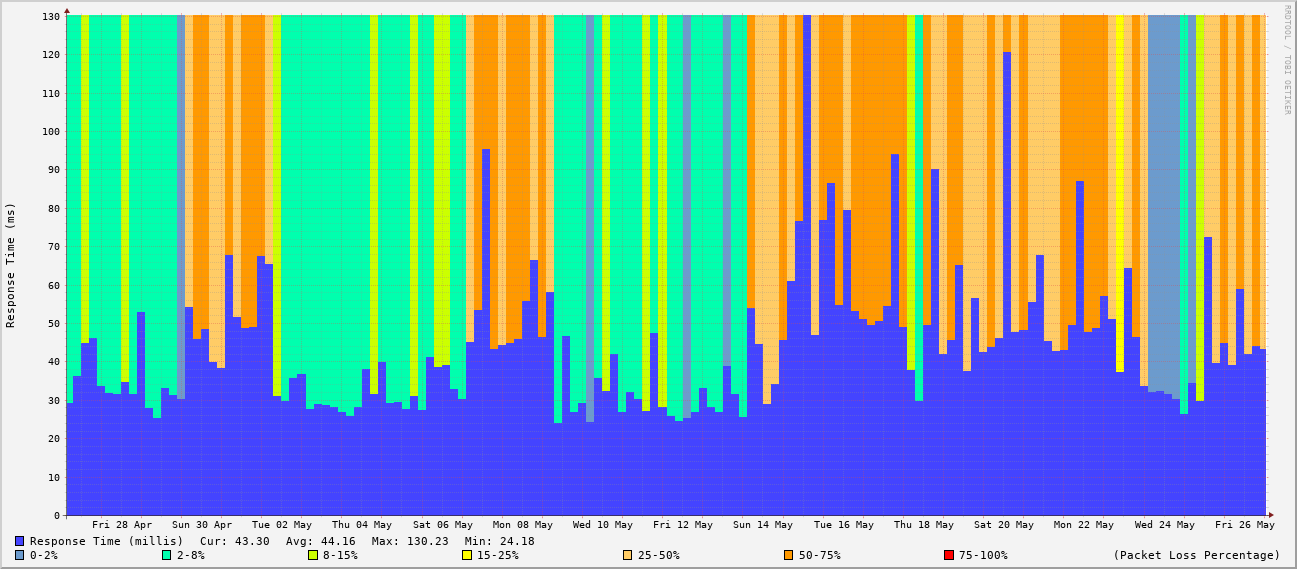 RRDTOOL / TOBI OETIKER
Response Time (ms)
130
120
110
100
90
80
70
60
50
40
30
20
10
0
Fri 28 Apr Sun 30 Apr Tue 02 May Thu 04 May Sat 06 May Mon 08 May Wed 10 May Fri 12 May Sun 14 May Tue 16 May Thu 18 May Sat 20 May Mon 22 May Wed 24 May Fri 26 May
Response Time (millis) Cur: 43.30 Avg: 44.16 Max: 130.23 Min: 24.18
0-2% 2-8% 8-15% 15-25% 25-50% 50-75% 75-100% (Packet Loss Percentage)